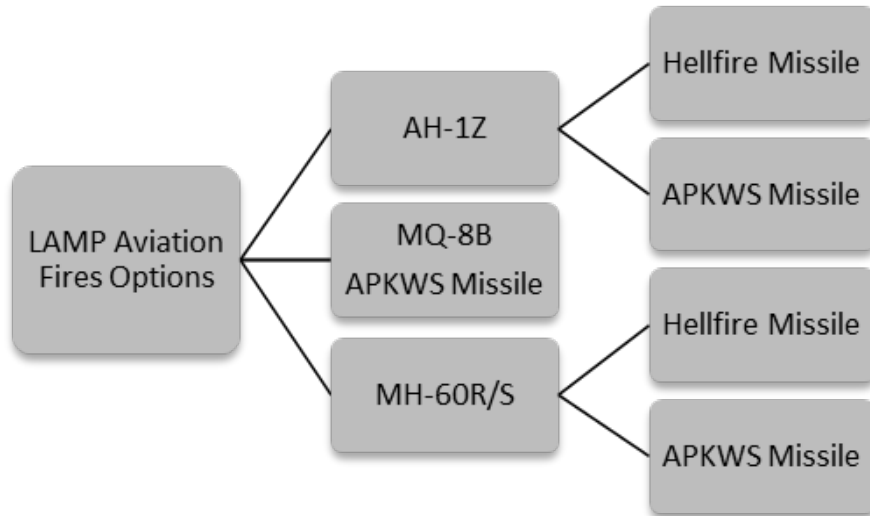 LAMP Aviation
Fires Options
AH-1Z
Hellfire Missile
APKWS Missile
MQ-8B
APKWS Missile
MH-60R/S
Hellfire Missile
APKWS Missile